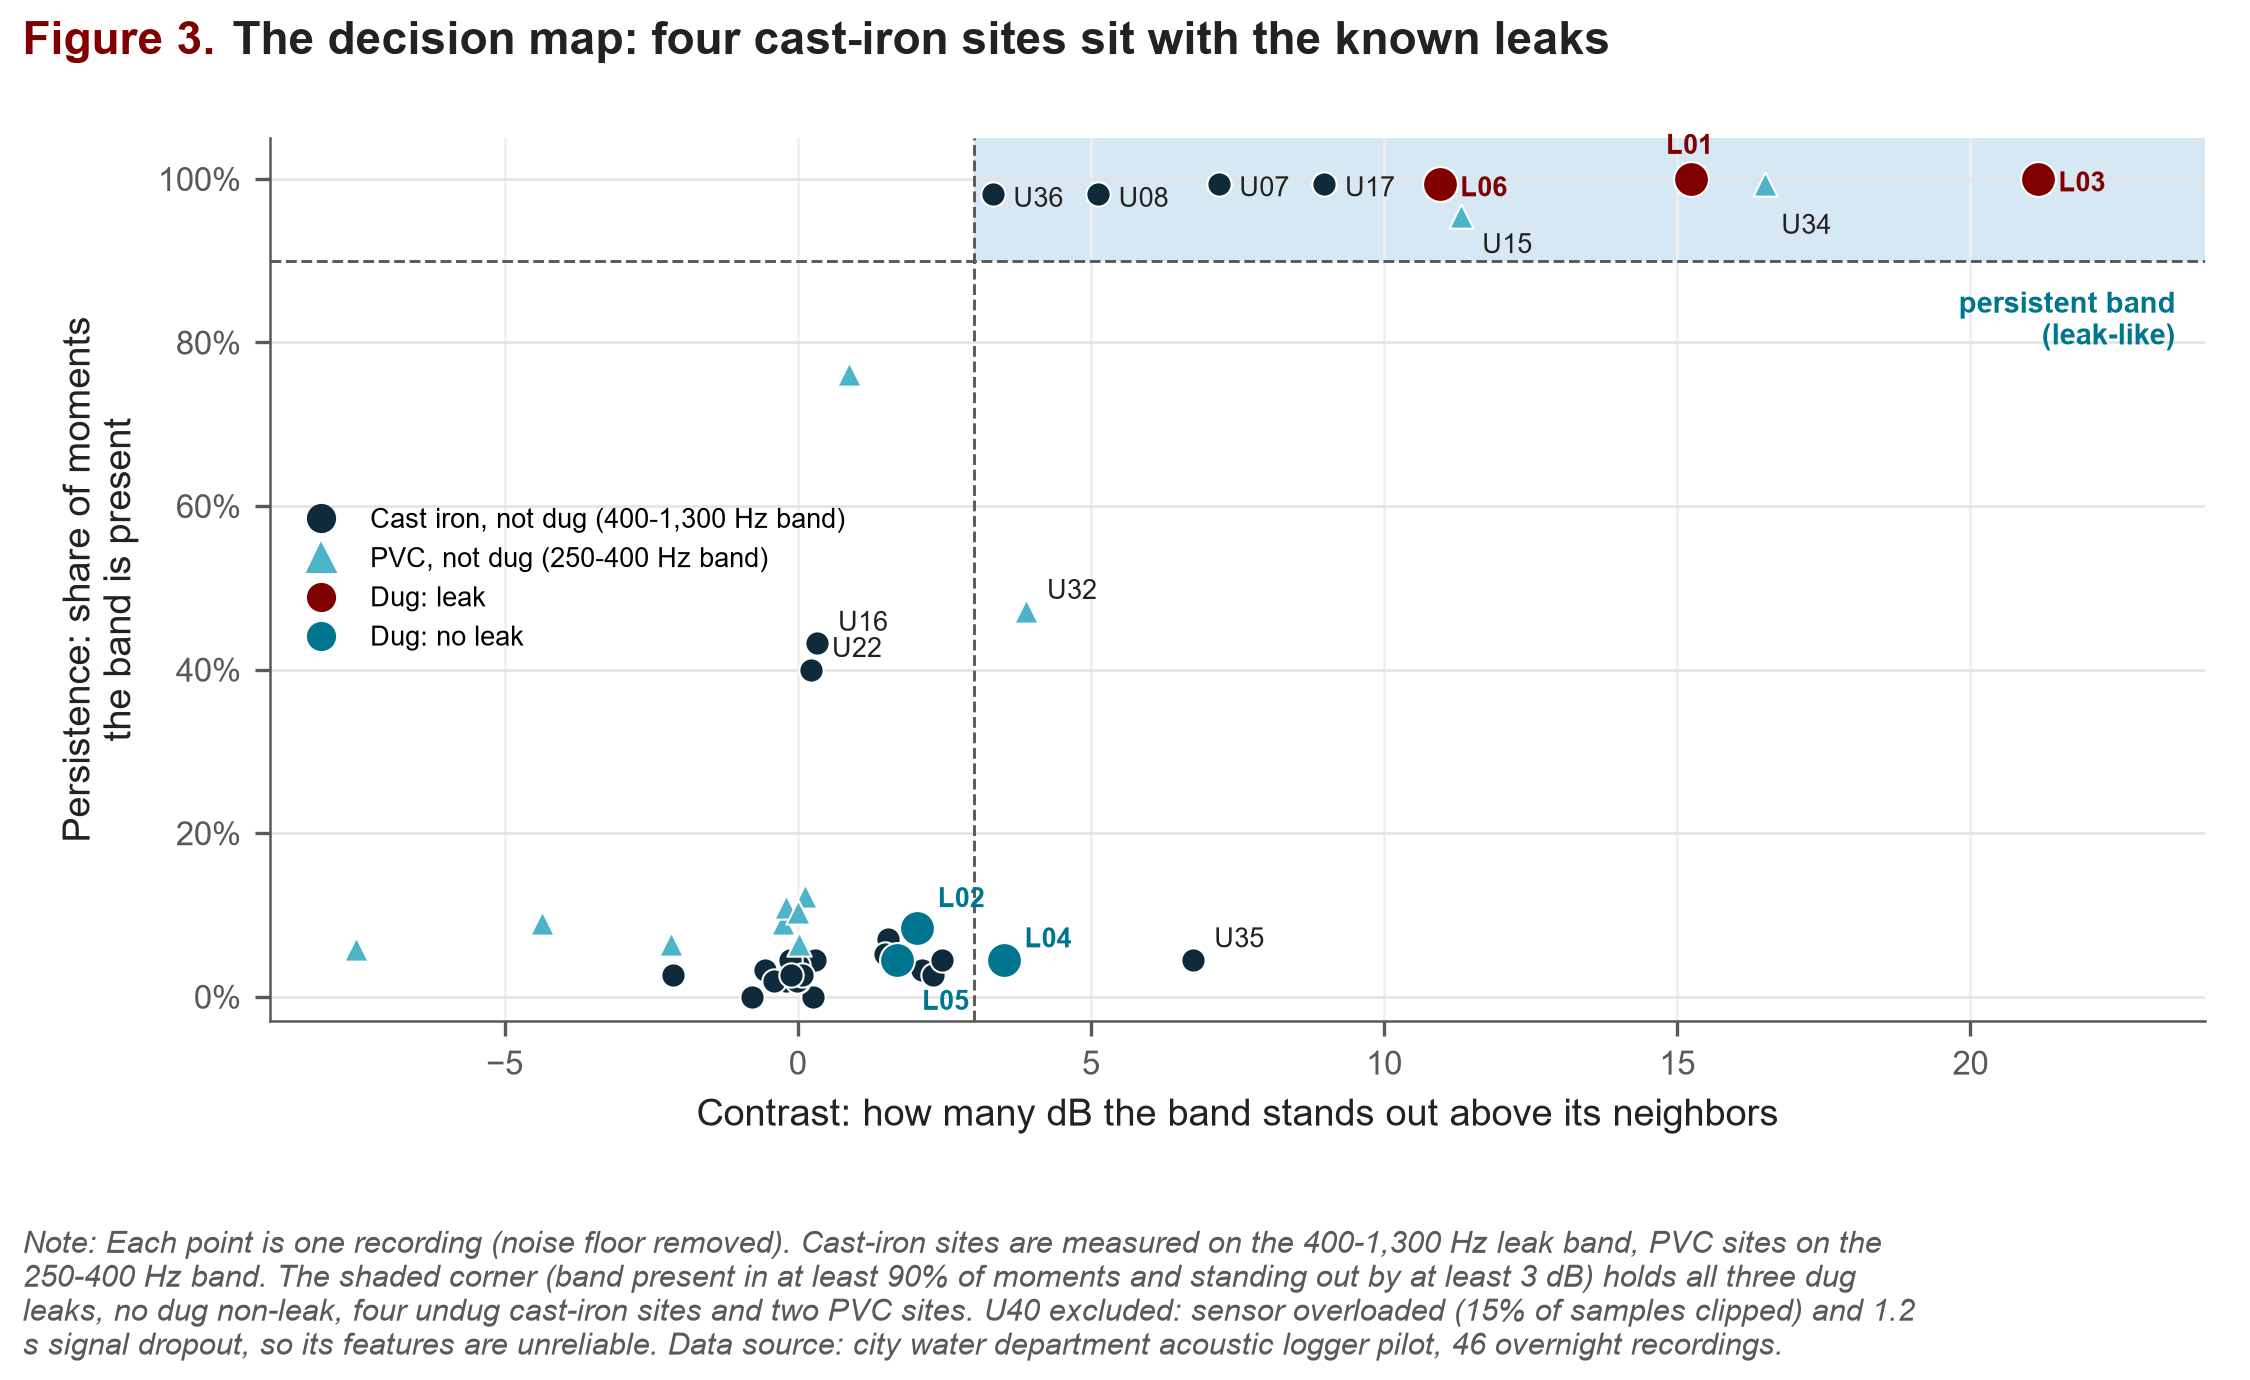 Figure 3. The decision map: four cast-iron sites sit with the known leaks
Persistence: share of moments
the band is present
100%
80%
60%
40%
20%
0%
L01
U36
U08
U07
U17
L06
L03
U34
U15
persistent band
(leak-like)
Cast iron, not dug (400-1,300 Hz band)
PVC, not dug (250-400 Hz band)
Dug: leak
Dug: no leak
U32
U16
U22
L02
L04
U35
L05
−5
0
5
10
15
20
Contrast: how many dB the band stands out above its neighbors
Note: Each point is one recording (noise floor removed). Cast-iron sites are measured on the 400-1,300 Hz leak band, PVC sites on the
250-400 Hz band. The shaded corner (band present in at least 90% of moments and standing out by at least 3 dB) holds all three dug
leaks, no dug non-leak, four undug cast-iron sites and two PVC sites. U40 excluded: sensor overloaded (15% of samples clipped) and 1.2
s signal dropout, so its features are unreliable. Data source: city water department acoustic logger pilot, 46 overnight recordings.